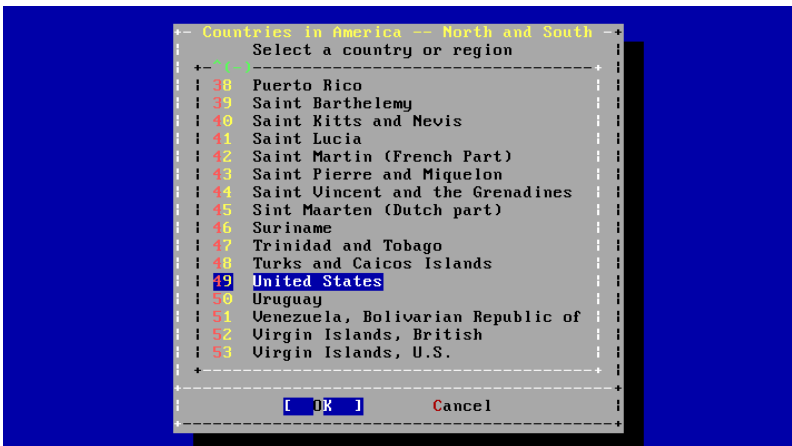 Countries in America -- North and South
Select a country or region
^(-)
38 Puerto Rico
39 Saint Barthelemy
40 Saint Kitts and Nevis
41 Saint Lucia
42 Saint Martin (French Part)
43 Saint Pierre and Miquelon
44 Saint Vincent and the Grenadines
45 Sint Maarten (Dutch part)
46 Suriname
47 Trinidad and Tobago
48 Turks and Caicos Islands
49 United States
50 Uruguay
51 Venezuela, Bolivarian Republic of
52 Virgin Islands, British
53 Virgin Islands, U.S.
[ OK ] Cancel